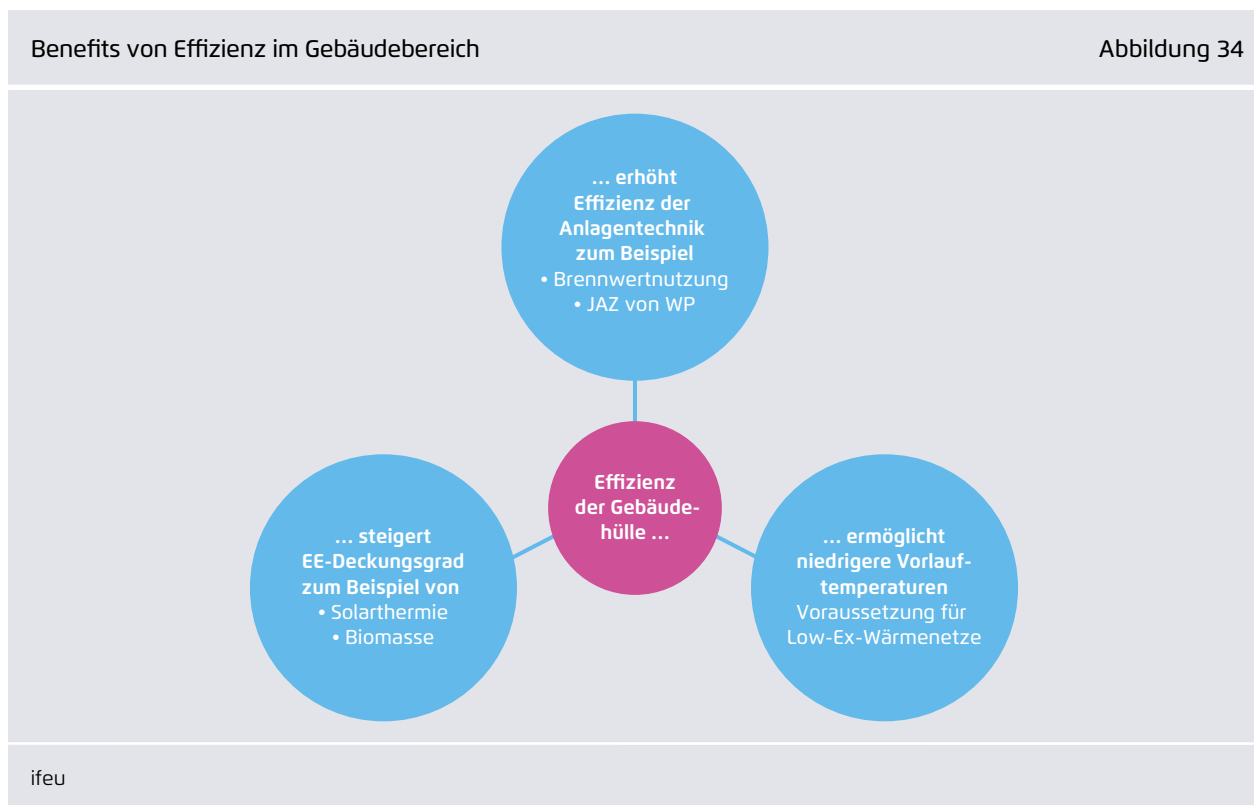 Benefits von Effizienz im Gebäudebereich
Abbildung 34
... erhöht
Effizienz der
Anlagentechnik
zum Beispiel
• Brennwertnutzung
• JAZ von WP
Effizienz
der Gebäude-
hülle ...
... steigert
EE-Deckungsgrad
zum Beispiel von
• Solarthermie
• Biomasse
... ermöglicht
niedrigere Vorlauf-
temperaturen
Voraussetzung für
Low-Ex-Wärmenetze
ifeu